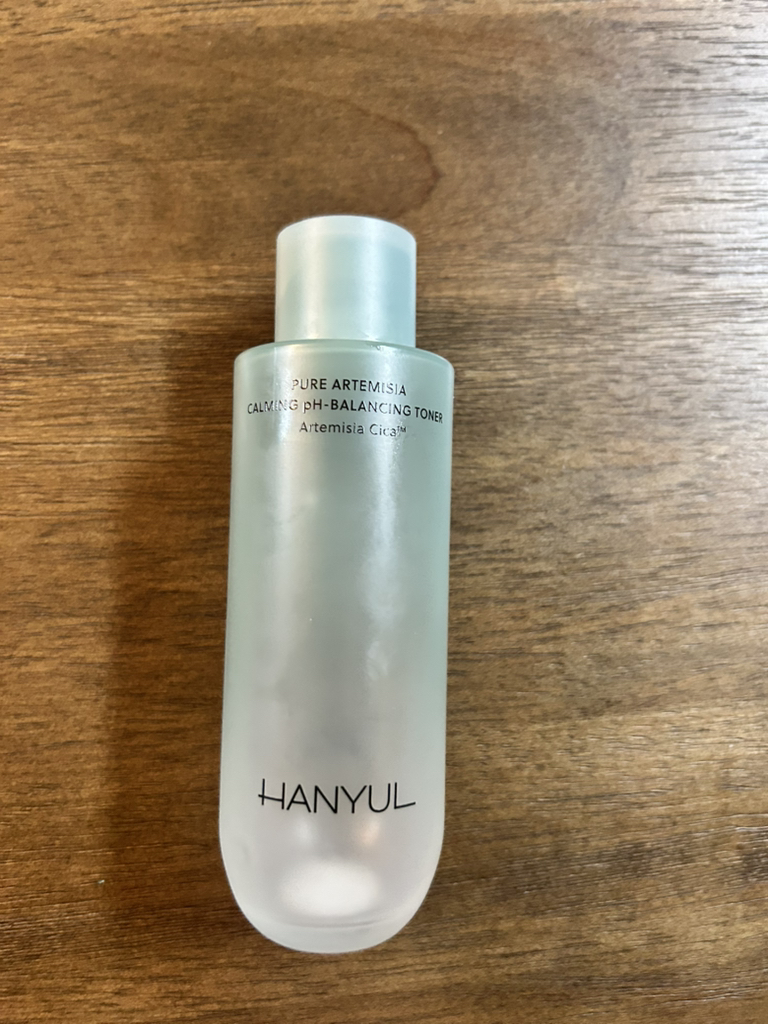 PURE ARTEMISIA
CALMING pH-BALANCING TONER
Artemisia Cica™
HANYUL